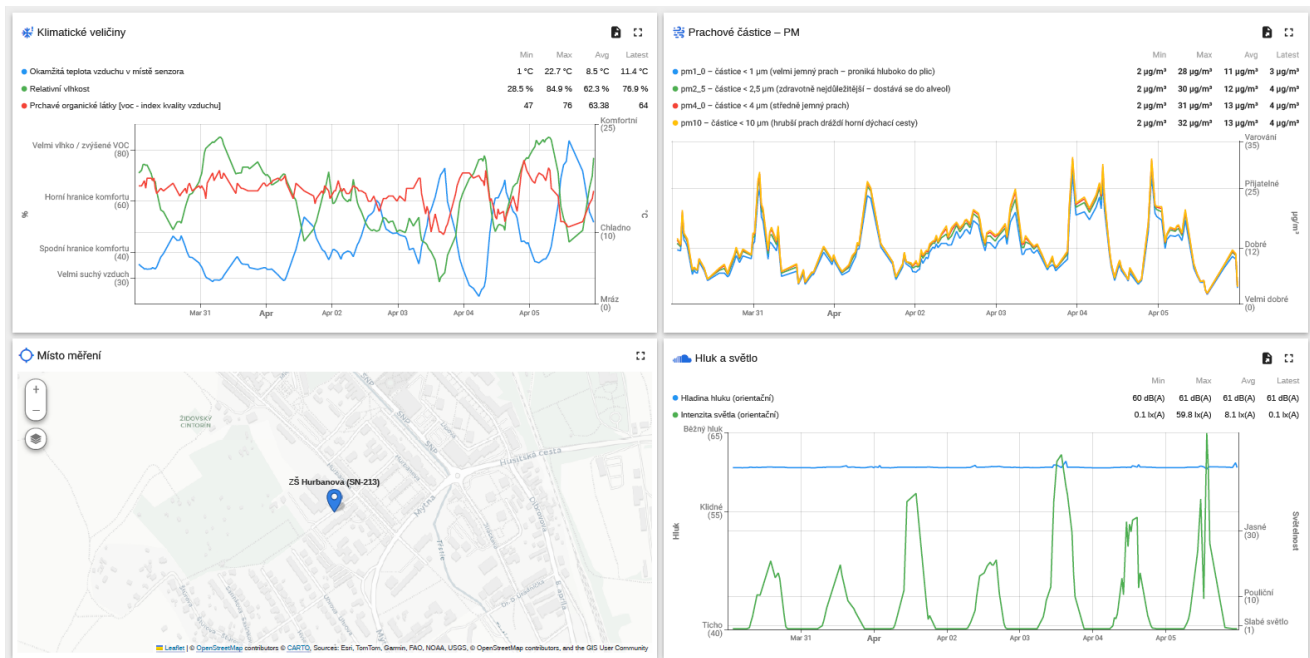 Klimatické veličiny
Min Max Avg Latest
Okamžitá teplota vzduchu v místě senzora 1 °C 22.7 °C 8.5 °C 11.4 °C
Relativní vlhkost 28.5 % 84.9 % 62.3 % 76.9 %
Prchavé organické látky [voc - index kvality vzduchu] 47 76 63.38 64
Komfortní
(25)
Velmi vlhko / zvýšené VOC
(80)
Horní hranice komfortu
(60)
%
°C
Chladno
(10)
Spodní hranice komfortu
(40)
Velmi suchý vzduch
(30)
Mráz
(0)
Mar 31 Apr Apr 02 Apr 03 Apr 04 Apr 05
Prachové částice – PM
Min Max Avg Latest
pm1_0 – částice < 1 µm (velmi jemný prach – proniká hluboko do plic) 2 µg/m³ 28 µg/m³ 11 µg/m³ 3 µg/m³
pm2_5 – částice < 2,5 µm (zdravotně nejdůležitější – dostává se do alveol) 2 µg/m³ 30 µg/m³ 12 µg/m³ 4 µg/m³
pm4_0 – částice < 4 µm (středně jemný prach) 2 µg/m³ 31 µg/m³ 13 µg/m³ 4 µg/m³
pm10 – částice < 10 µm (hrubší prach dráždí horní dýchací cesty) 2 µg/m³ 32 µg/m³ 13 µg/m³ 4 µg/m³
Varování
(35)
Přijatelné
(25)
µg/m³
Dobré
(12)
Velmi dobré
(0)
Mar 31 Apr Apr 02 Apr 03 Apr 04 Apr 05
Místo měření
+
−
ŽIDOVSKÝ
CINTORÍN
SNP
SNP
SNP
Husitská cesta
ZŠ Hurbanova (SN-213)
Mýtna
Dibrovova
Mýtna
Leaflet | © OpenStreetMap contributors © CARTO, Sources: Esri, TomTom, Garmin, FAO, NOAA, USGS, © OpenStreetMap contributors, and the GIS User Community
Hluk a světlo
Min Max Avg Latest
Hladina hluku (orientační) 60 dB(A) 61 dB(A) 61 dB(A) 61 dB(A)
Intenzita světla (orientační) 0.1 lx(A) 59.8 lx(A) 8.1 lx(A) 0.1 lx(A)
Běžný hluk
(65)
Klidné
(55)
Hluk
Světelnost
Jasné
(30)
Pouliční
(10)
Ticho
(40)
Slabé světlo
(1)
Mar 31 Apr Apr 02 Apr 03 Apr 04 Apr 05